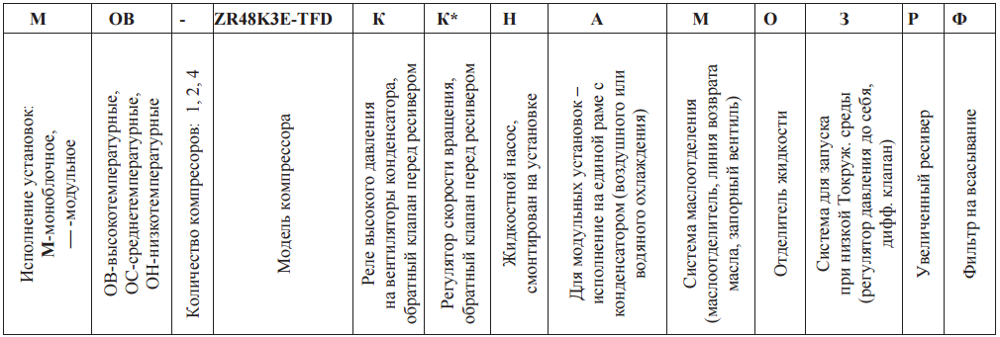 М ОВ - ZR48K3E-TFD К К* Н А М О З Р Ф
Исполнение установок:
М-моноблочное,
— -модульное
ОВ-высокотемпературные,
ОС-среднетемпературные,
ОН-низкотемпературные
Количество компрессоров: 1, 2, 4
Модель компрессора
Реле высокого давления
на вентиляторы конденсатора,
обратный клапан перед ресивером
Регулятор скорости вращения,
обратный клапан перед ресивером
Жидкостной насос,
смонтирован на установке
Для модульных установок –
исполнение на единой раме с
конденсатором (воздушного или
водяного охлаждения)
Система маслоотделения
(маслоотделитель, линия возврата
масла, запорный вентиль)
Отделитель жидкости
Система для запуска
при низкой Токруж. среды
(регулятор давления до себя,
дифф. клапан)
Увеличенный ресивер
Фильтр на всасывание